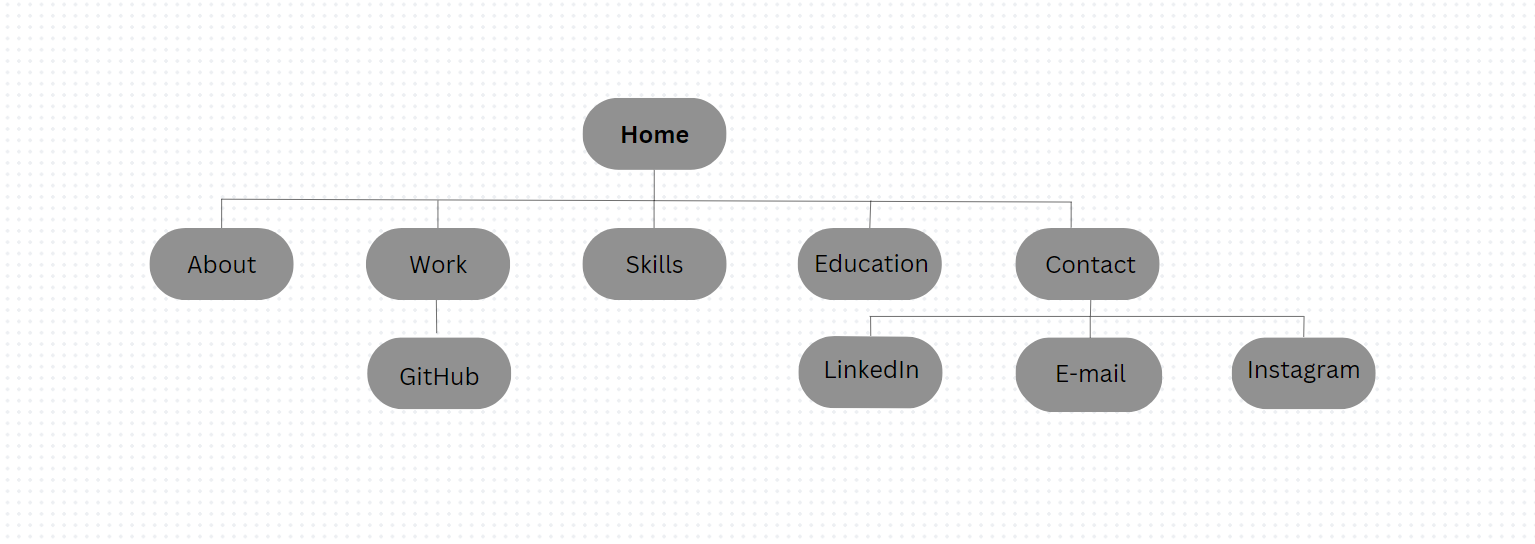 Home
About
Work
Skills
Education
Contact
GitHub
LinkedIn
E-mail
Instagram